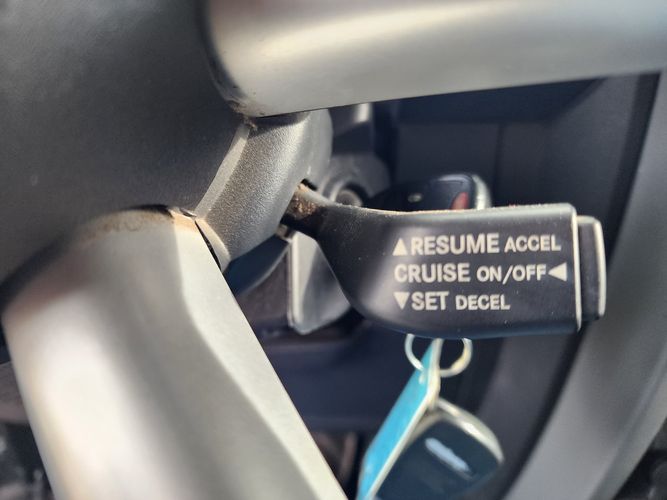 ▲RESUME ACCEL
CRUISE ON/OFF◀
▼SET DECEL